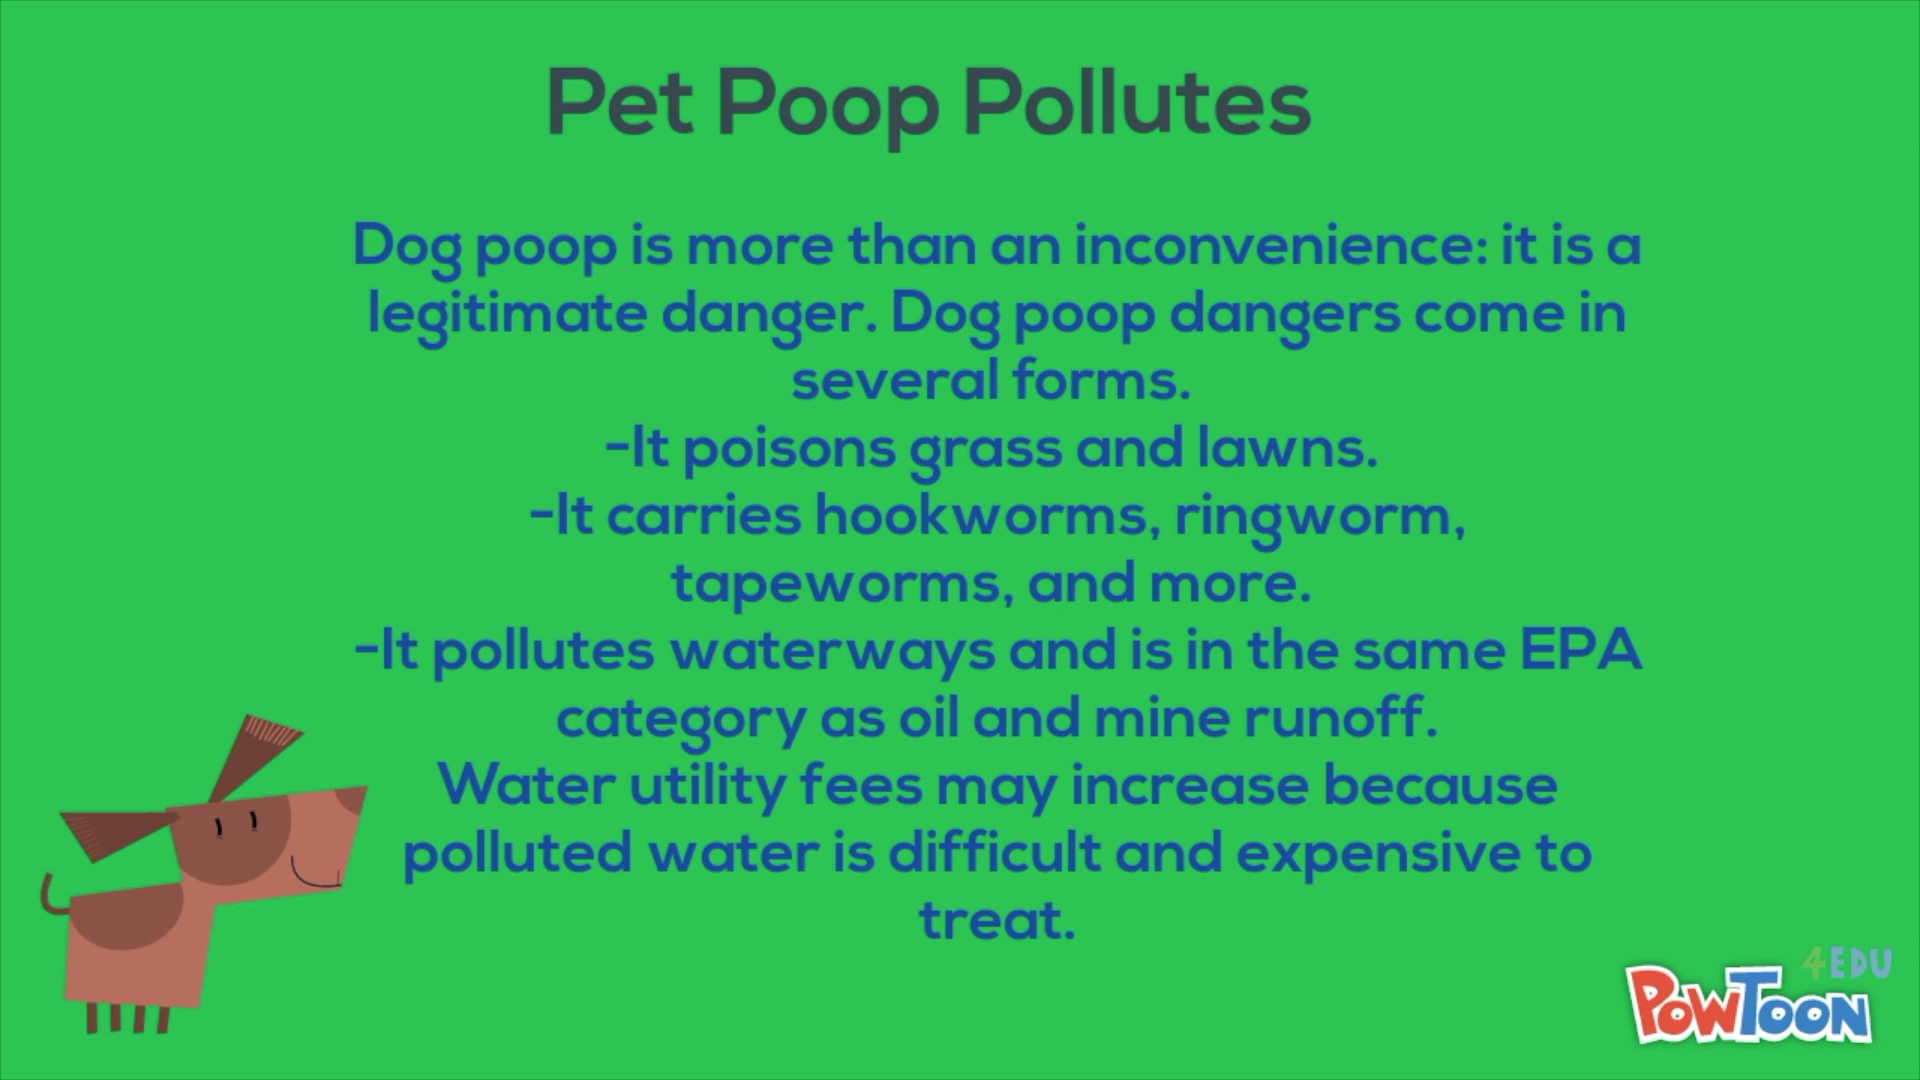 Pet Poop Pollutes
Dog poop is more than an inconvenience: it is a
legitimate danger. Dog poop dangers come in
several forms.
-It poisons grass and lawns.
-It carries hookworms, ringworm,
tapeworms, and more.
-It pollutes waterways and is in the same EPA
category as oil and mine runoff.
Water utility fees may increase because
polluted water is difficult and expensive to
treat.
4EDU
POWTOON